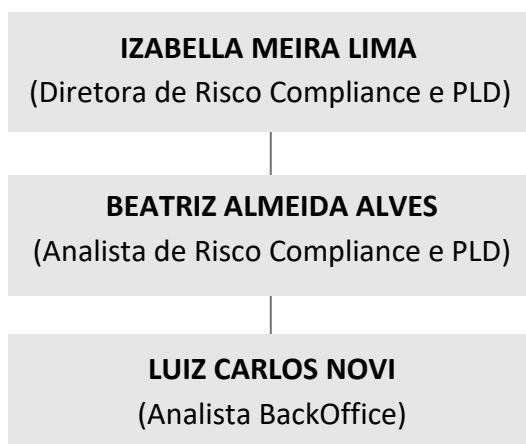 IZABELLA MEIRA LIMA
(Diretora de Risco Compliance e PLD)
BEATRIZ ALMEIDA ALVES
(Analista de Risco Compliance e PLD)
LUIZ CARLOS NOVI
(Analista BackOffice)